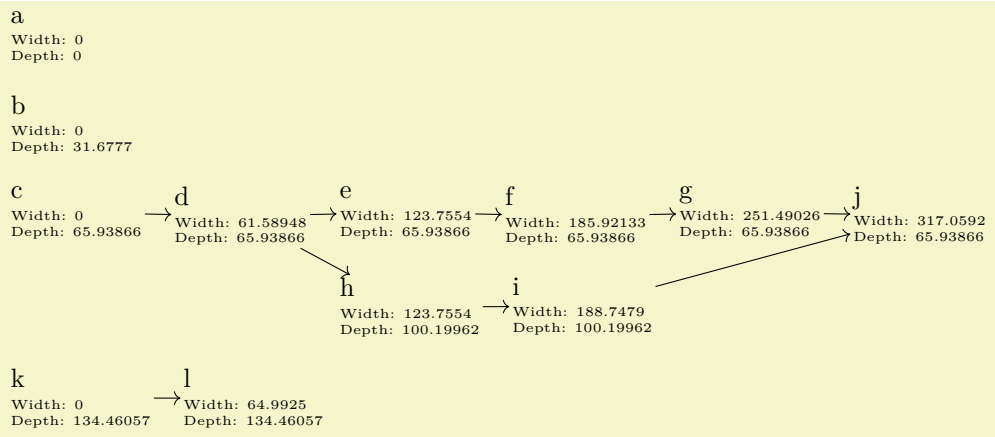 a
Width: 0
Depth: 0
b
Width: 0
Depth: 31.6777
c
Width: 0
Depth: 65.93866
d
Width: 61.58948
Depth: 65.93866
e
Width: 123.7554
Depth: 65.93866
f
Width: 185.92133
Depth: 65.93866
g
Width: 251.49026
Depth: 65.93866
j
Width: 317.0592
Depth: 65.93866
h
Width: 123.7554
Depth: 100.19962
i
Width: 188.7479
Depth: 100.19962
k
Width: 0
Depth: 134.46057
l
Width: 64.9925
Depth: 134.46057